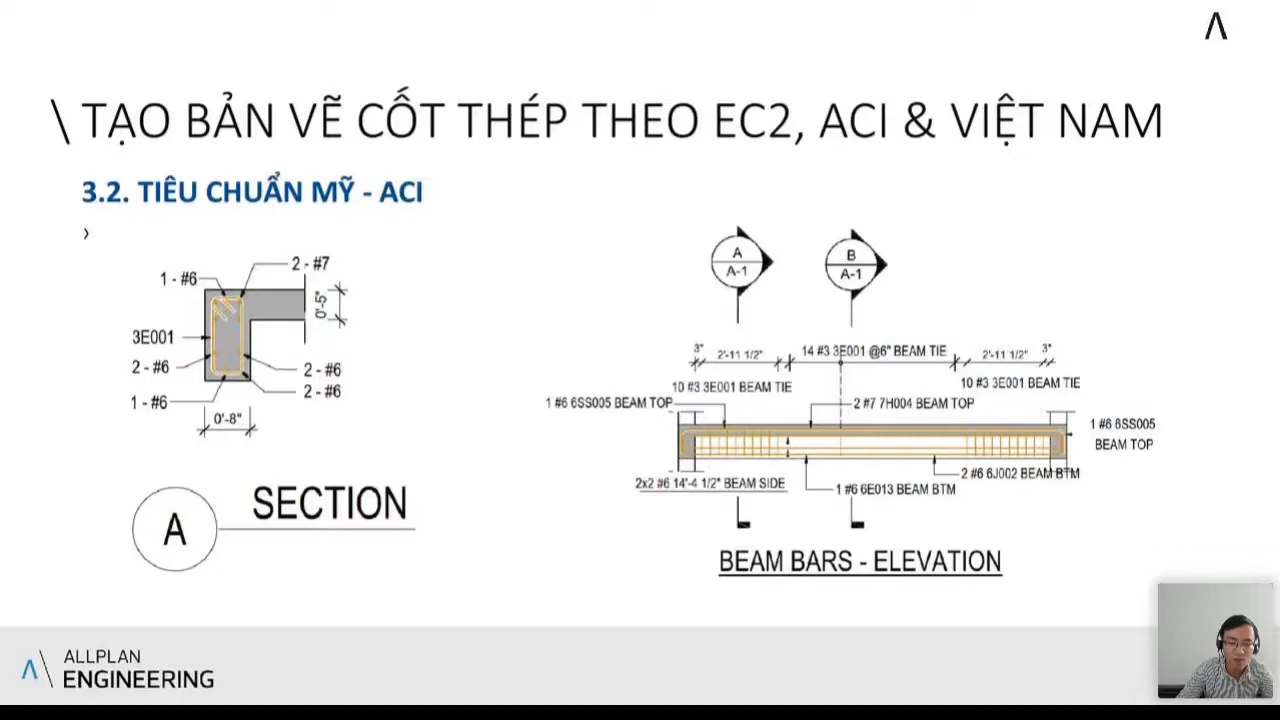 \ TẠO BẢN VẼ CỐT THÉP THEO EC2, ACI & VIỆT NAM
3.2. TIÊU CHUẨN MỸ - ACI
›
2 - #7
1 - #6
0'-5"
3E001
2 - #6
2 - #6
2 - #6
1 - #6
0'-8"
A
SECTION
A
A-1
B
A-1
3"
2'-11 1/2"
14 #3 3E001 @6" BEAM TIE
2'-11 1/2"
3"
10 #3 3E001 BEAM TIE
10 #3 3E001 BEAM TIE
1 #6 6SS005 BEAM TOP
2 #7 7H004 BEAM TOP
1 #6 6SS005
BEAM TOP
2x2 #6 14'-4 1/2" BEAM SIDE
1 #6 6E013 BEAM BTM
2 #6 6J002 BEAM BTM
BEAM BARS - ELEVATION
ALLPLAN
ENGINEERING